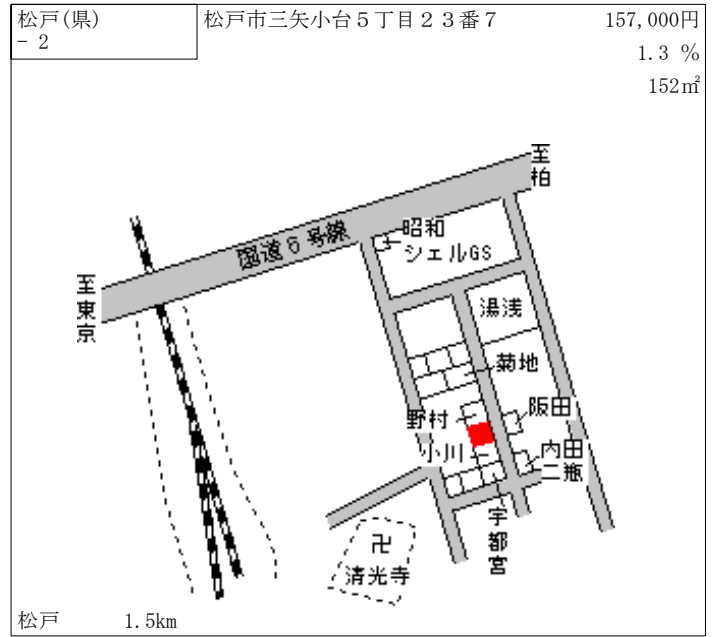 松戸(県)
－２
松戸市三矢小台５丁目２３番７
157,000円
1.3 %
152㎡
至柏
国道６号線
昭和
シェルGS
至東京
湯浅
菊地
野村
阪田
小川
内田
二瓶
宇都宮
卍
清光寺
松戸
1.5km